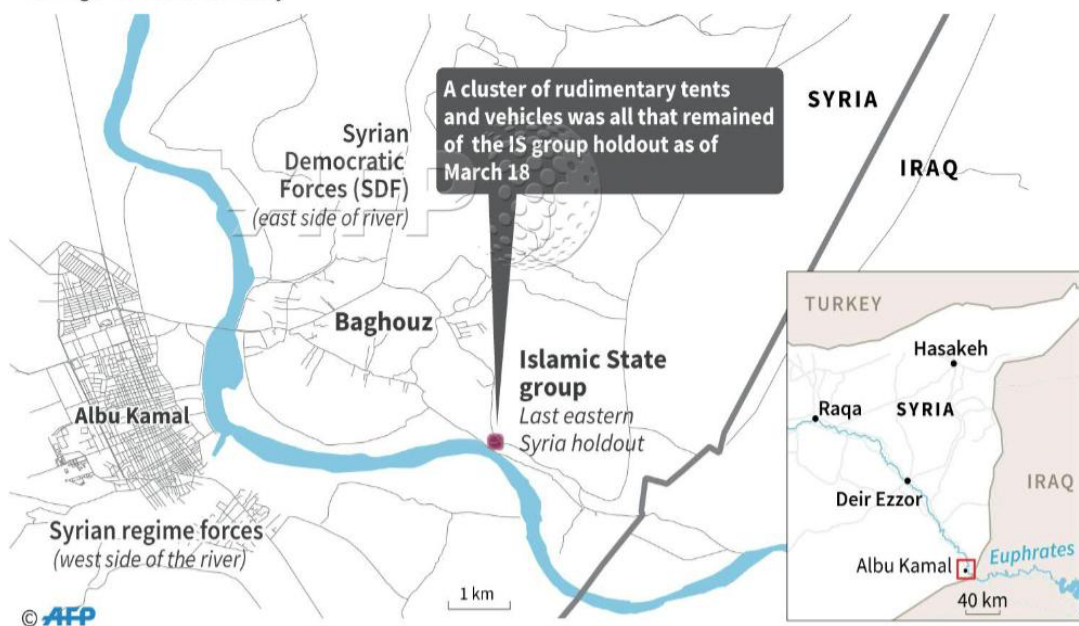 A cluster of rudimentary tents
and vehicles was all that remained
of the IS group holdout as of
March 18
SYRIA
IRAQ
Syrian
Democratic
Forces (SDF)
(east side of river)
AFP
Baghouz
Islamic State
group
Last eastern
Syria holdout
Albu Kamal
Syrian regime forces
(west side of the river)
1 km
© AFP
TURKEY
Hasakeh
Raqa
SYRIA
Deir Ezzor
IRAQ
Albu Kamal
Euphrates
40 km